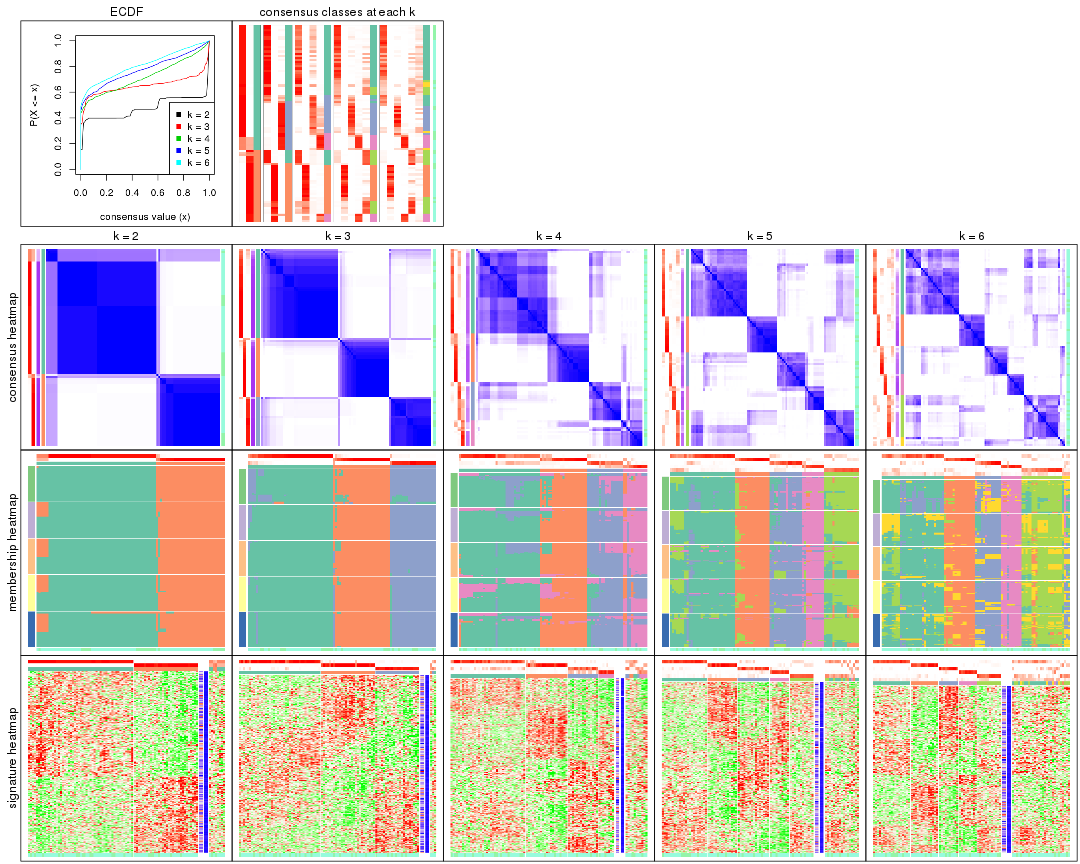 ECDF
consensus classes at each k
P(X <= x)
0.0 0.2 0.4 0.6 0.8 1.0
k = 2
k = 3
k = 4
k = 5
k = 6
0.0 0.2 0.4 0.6 0.8 1.0
consensus value (x)
k = 2 k = 3 k = 4 k = 5 k = 6
consensus heatmap
membership heatmap
signature heatmap